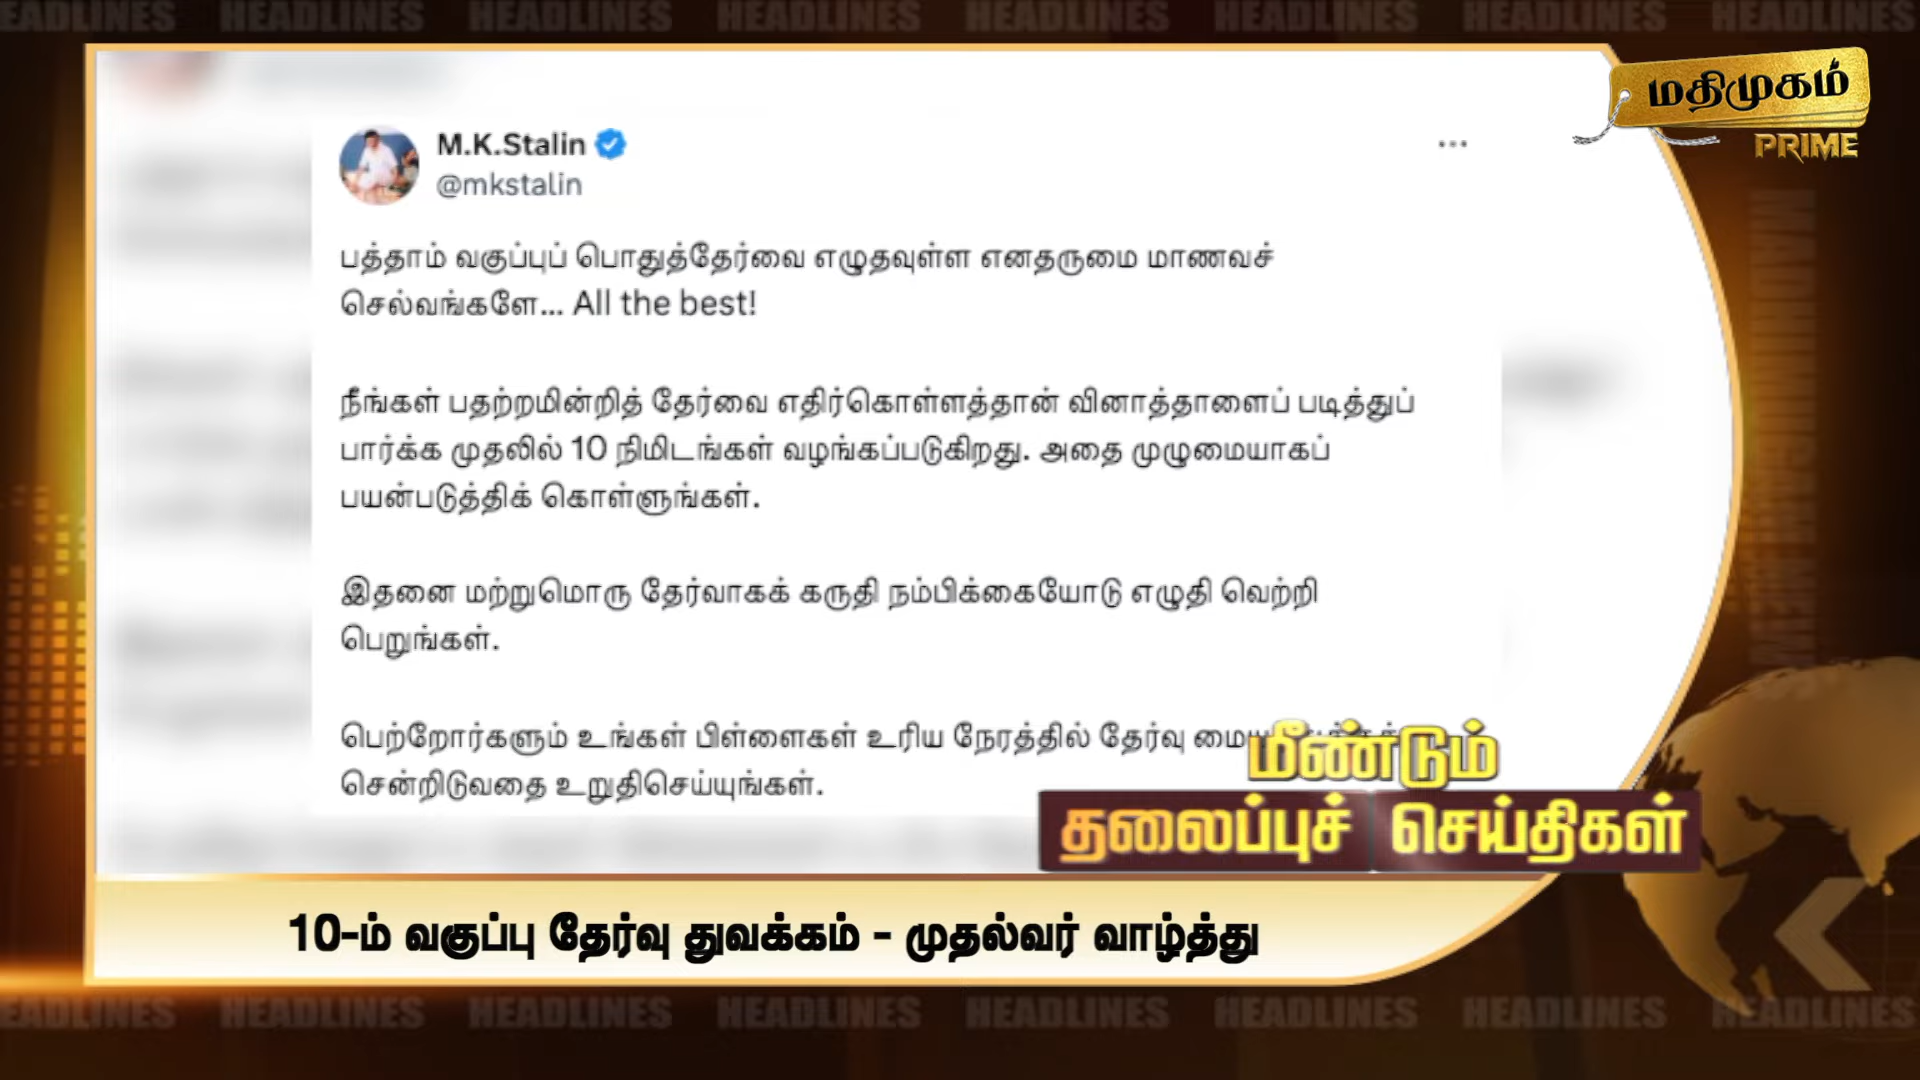 HEADLINES HEADLINES HEADLINES HEADLINES HEADLINES HEADLINES HEADLINES
மதிமுகம்
PRIME
M.K.Stalin
@mkstalin
பத்தாம் வகுப்புப் பொதுத்தேர்வை எழுதவுள்ள எனதருமை மாணவச்
செல்வங்களே... All the best!
நீங்கள் பதற்றமின்றித் தேர்வை எதிர்கொள்ளத்தான் வினாத்தாளைப் படித்துப்
பார்க்க முதலில் 10 நிமிடங்கள் வழங்கப்படுகிறது. அதை முழுமையாகப்
பயன்படுத்திக் கொள்ளுங்கள்.
இதனை மற்றுமொரு தேர்வாகக் கருதி நம்பிக்கையோடு எழுதி வெற்றி
பெறுங்கள்.
பெற்றோர்களும் உங்கள் பிள்ளைகள் உரிய நேரத்தில் தேர்வு
சென்றிடுவதை உறுதிசெய்யுங்கள்.
மீண்டும்
தலைப்புச் செய்திகள்
10-ம் வகுப்பு தேர்வு துவக்கம் - முதல்வர் வாழ்த்து
HEADLINES HEADLINES HEADLINES HEADLINES HEADLINES HEADLINES HEADLINES